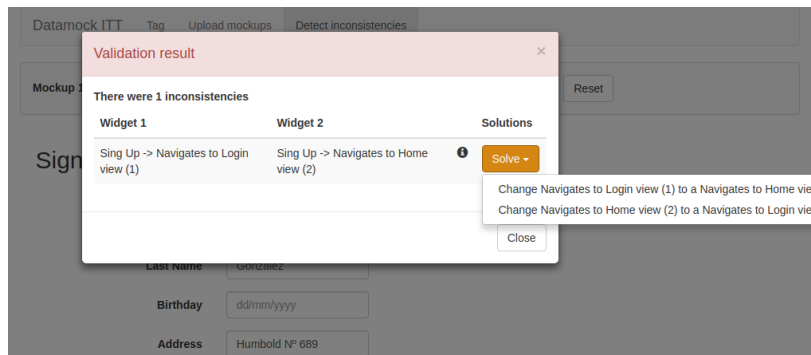 Datamock ITT Tag Upload mockups Detect inconsistencies
Validation result ×
Mockup 1
Reset
There were 1 inconsistencies
Widget 1 Widget 2 Solutions
Sing Up -> Navigates to Login view (1)
Sing Up -> Navigates to Home view (2)
Solve
Sign
Change Navigates to Login view (1) to a Navigates to Home vie
Change Navigates to Home view (2) to a Navigates to Login vie
Close
Last Name Gonzalez
Birthday dd/mm/yyyy
Address Humbold Nº 689